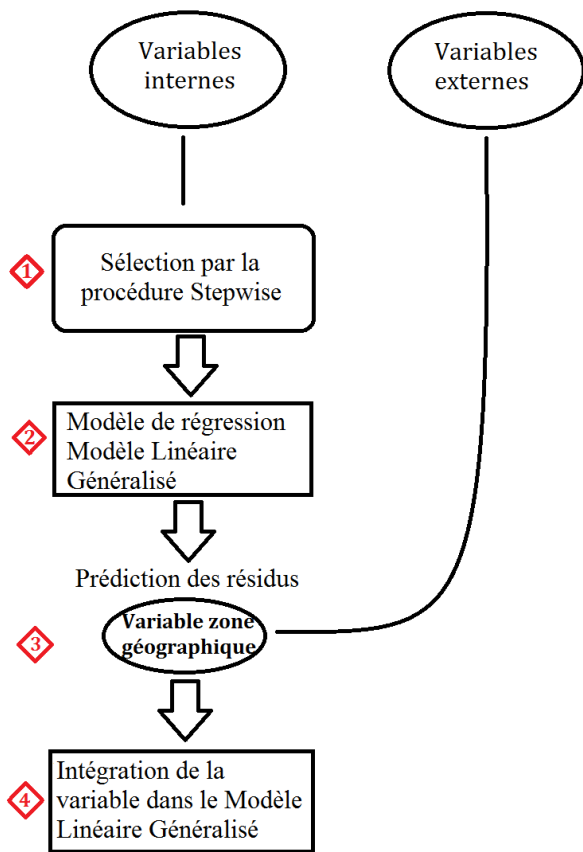 Variables
internes
Variables
externes
1
Sélection par la
procédure Stepwise
2
Modèle de régression
Modèle Linéaire
Généralisé
Prédiction des résidus
3
Variable zone
géographique
4
Intégration de la
variable dans le Modèle
Linéaire Généralisé